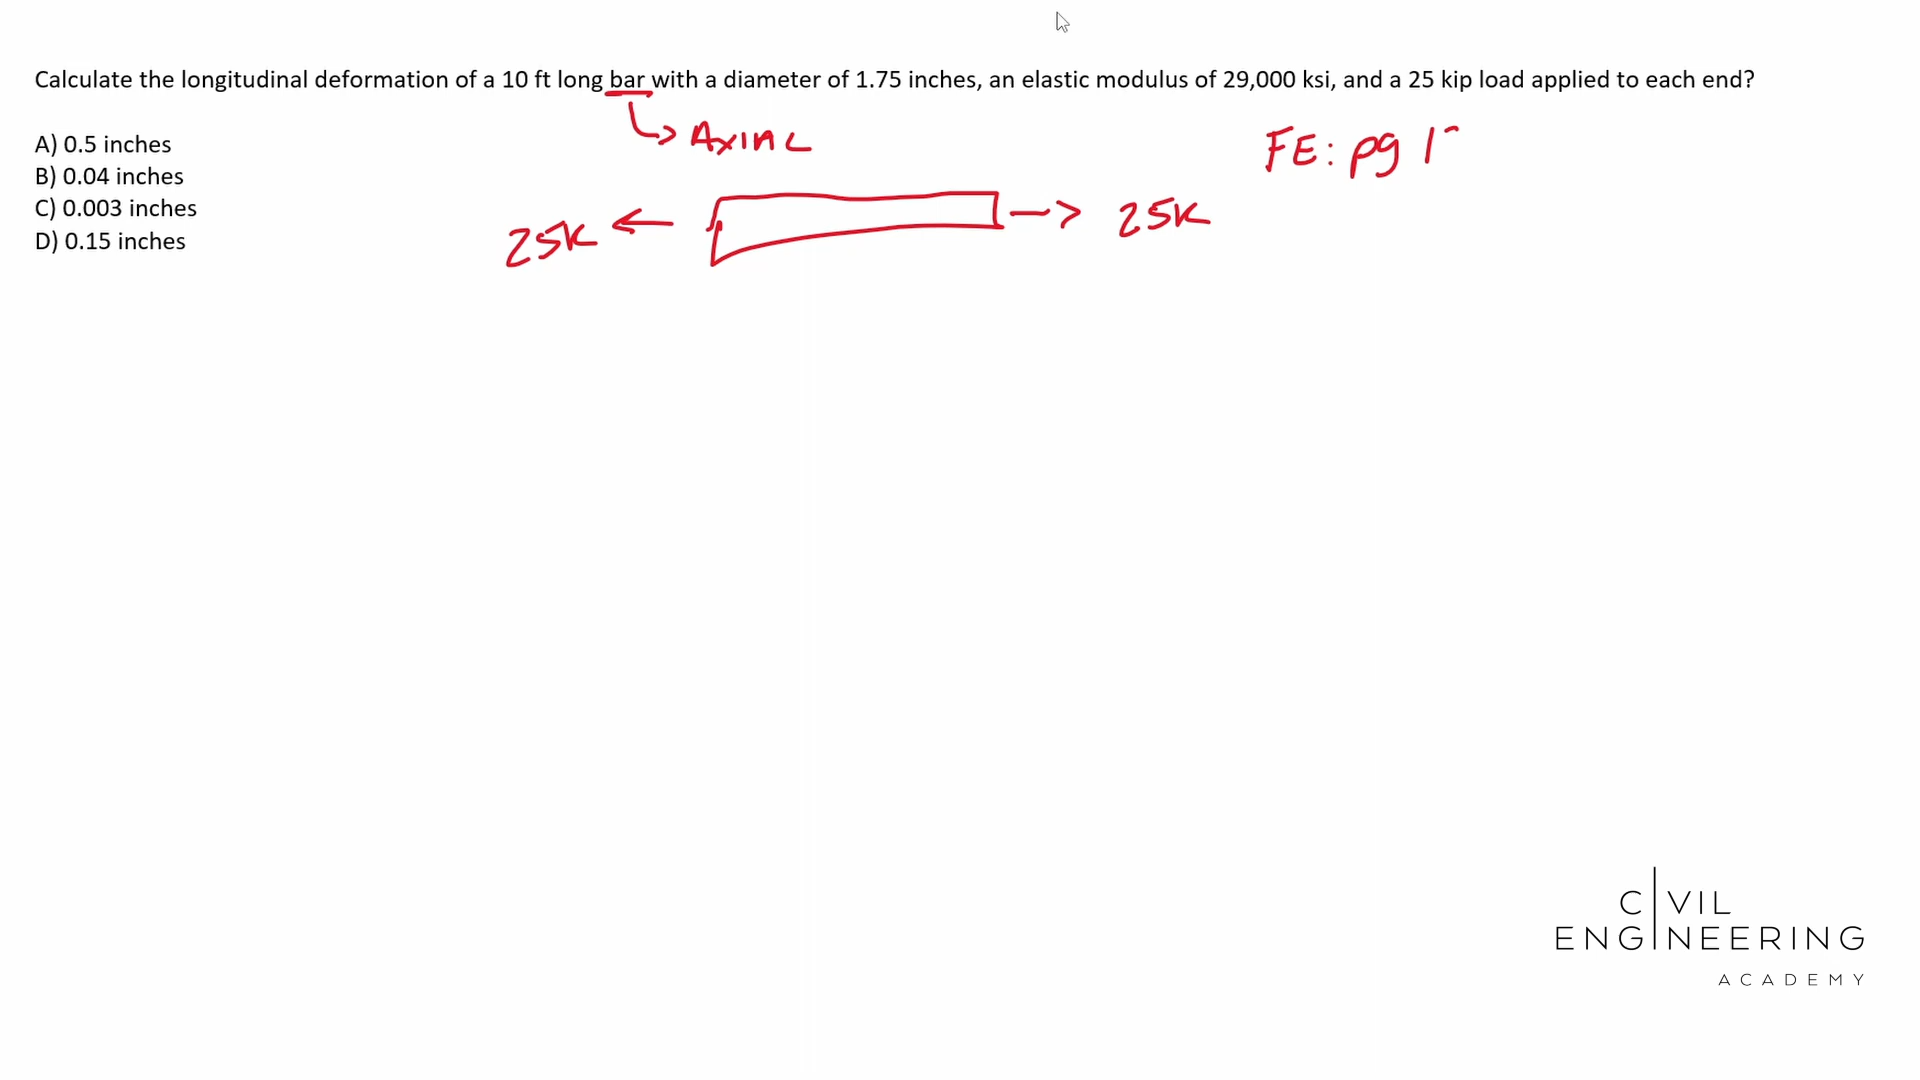 Calculate the longitudinal deformation of a 10 ft long bar with a diameter of 1.75 inches, an elastic modulus of 29,000 ksi, and a 25 kip load applied to each end?
AXIAL
FE: pg 1
A) 0.5 inches
B) 0.04 inches
C) 0.003 inches
D) 0.15 inches
25K
25K
CIVIL
ENGINEERING
ACADEMY